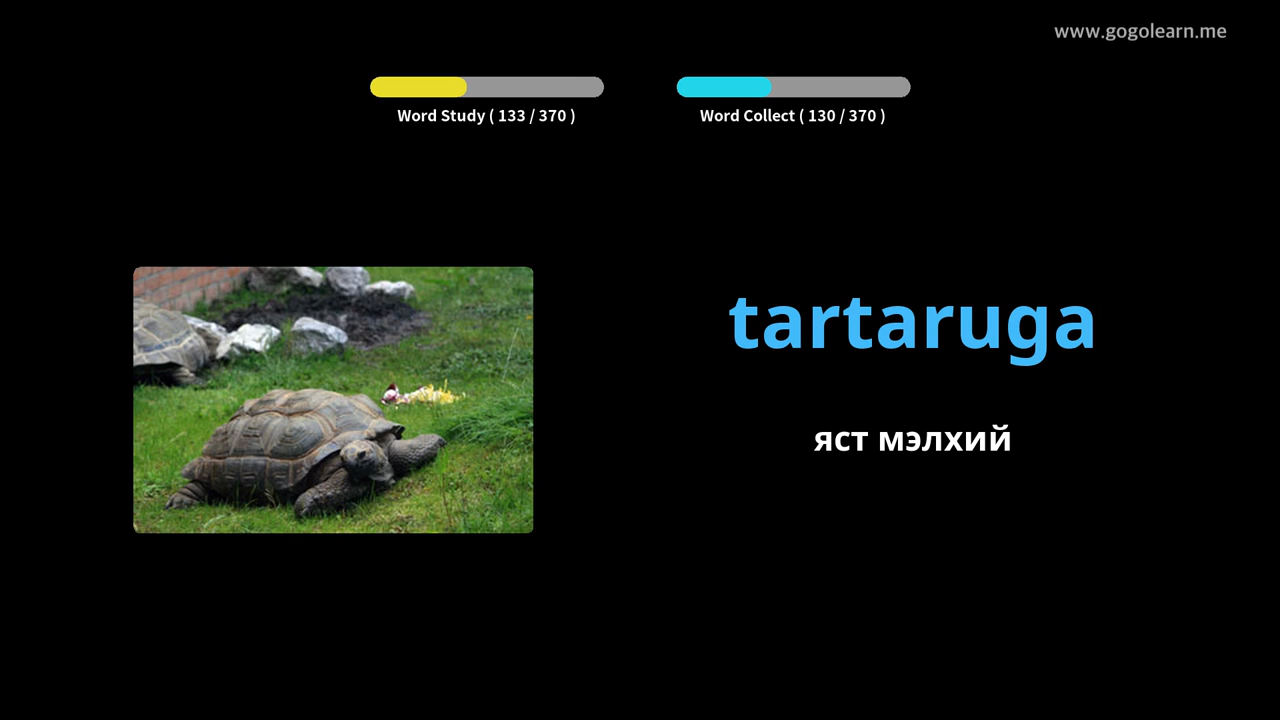 www.gogolearn.me
Word Study ( 133 / 370 )
Word Collect ( 130 / 370 )
tartaruga
яст мэлхий